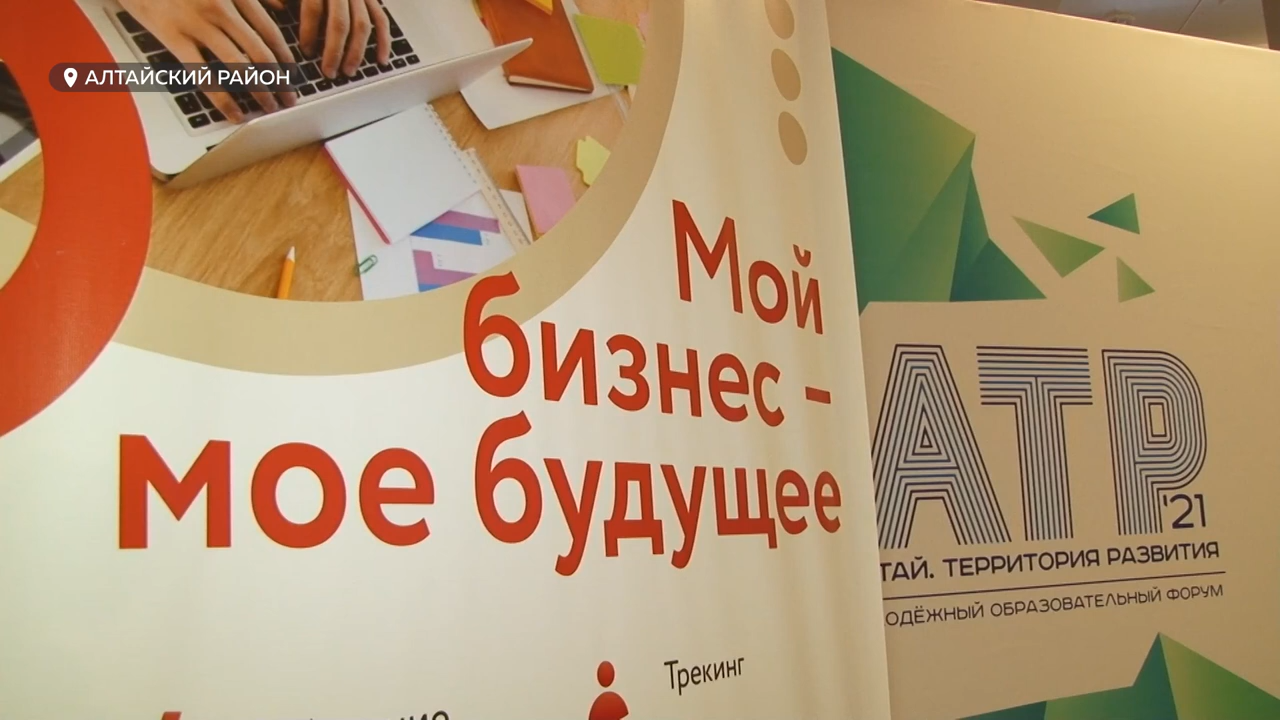 АЛТАЙСКИЙ РАЙОН
Мой
бизнес –
мое будущее
Трекинг
АТР
'21
ТАЙ. ТЕРРИТОРИЯ РАЗВИТИЯ
ОДЁЖНЫЙ ОБРАЗОВАТЕЛЬНЫЙ ФОРУМ